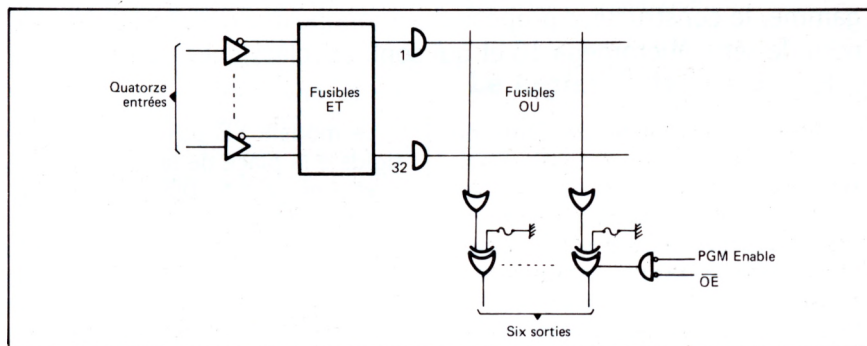 Quatorze
entrées
Fusibles
ET
1
32
Fusibles
OU
PGM Enable
OE
Six sorties